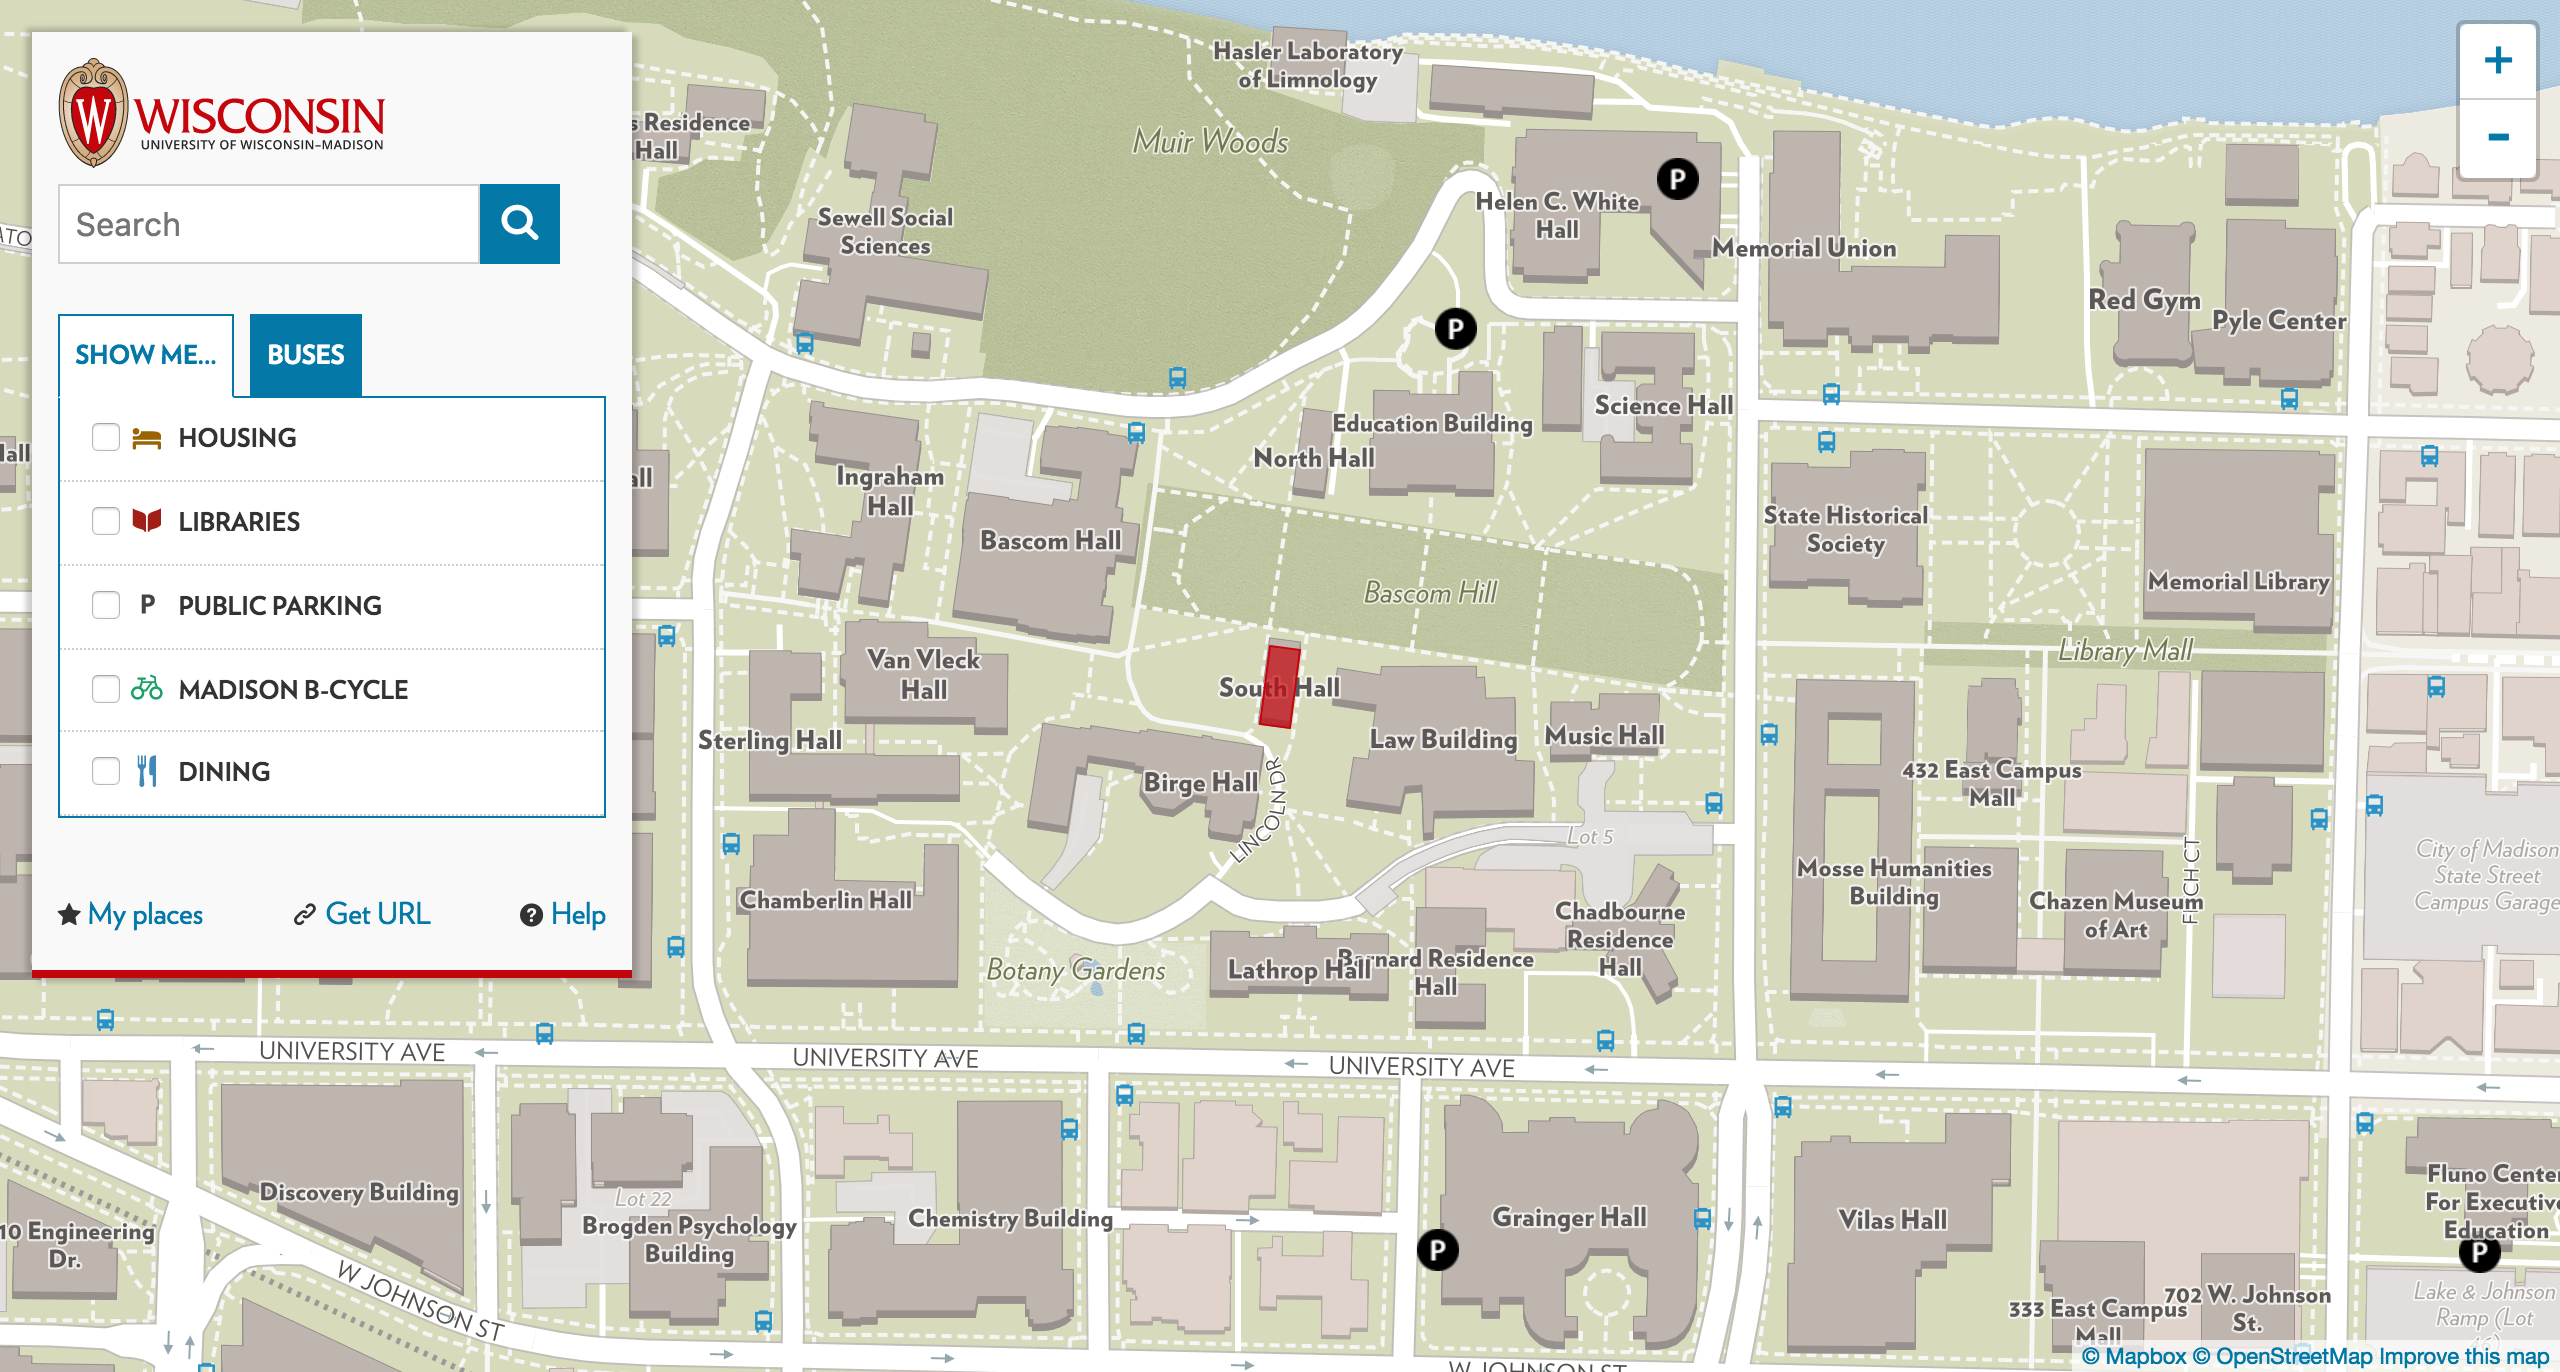 WISCONSIN
UNIVERSITY OF WISCONSIN–MADISON
Search
SHOW ME...
BUSES
HOUSING
LIBRARIES
P PUBLIC PARKING
MADISON B-CYCLE
DINING
My places
Get URL
? Help
+
-
Hasler Laboratory
of Limnology
Muir Woods
s Residence
Hall
Sewell Social
Sciences
Helen C. White
Hall
P
Memorial Union
Red Gym
Pyle Center
P
Education Building
Science Hall
North Hall
Ingraham
Hall
Bascom Hall
all
all
State Historical
Society
Memorial Library
Bascom Hill
Library Mall
Van Vleck
Hall
South Hall
Sterling Hall
Law Building
Music Hall
Birge Hall
LINCOLN DR
432 East Campus
Mall
Lot 5
Mosse Humanities
Building
Chazen Museum
of Art
City of Madison
State Street
Campus Garage
Chamberlin Hall
Chadbourne
Residence
Hall
Botany Gardens
Lathrop Hall
Barnard Residence
Hall
UNIVERSITY AVE
UNIVERSITY AVE
UNIVERSITY AVE
Discovery Building
Lot 22
Brogden Psychology
Building
Chemistry Building
Grainger Hall
P
Vilas Hall
Fluno Center
For Executive
Education
P
10 Engineering
Dr.
W JOHNSON ST
333 East Campus
Mall
702 W. Johnson
St.
Lake & Johnson
Ramp (Lot
W JOHNSON ST
© Mapbox © OpenStreetMap Improve this map